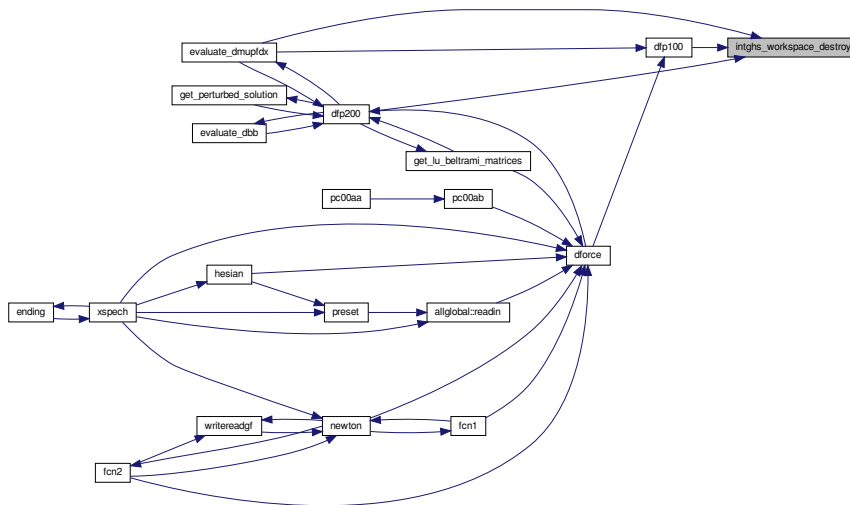 evaluate_dmupfdx
dfp100
intghs_workspace_destroy
get_perturbed_solution
dfp200
evaluate_dbb
get_lu_beltrami_matrices
pc00aa
pc00ab
dforce
hesian
ending
xspech
preset
allglobal::readin
writereadgf
newton
fcn1
fcn2